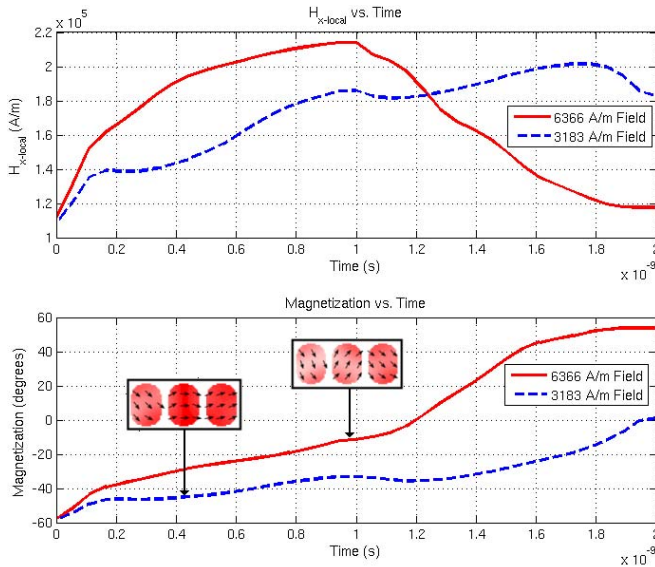 H_x-local vs. Time
x 10^5
2.2
2
1.8
1.6
1.4
1.2
1
H_x-local (A/m)
6366 A/m Field
3183 A/m Field
0 0.2 0.4 0.6 0.8 1 1.2 1.4 1.6 1.8 2
Time (s)
x 10^-9
Magnetization vs. Time
60
40
20
0
-20
-40
-60
Magnetization (degrees)
6366 A/m Field
3183 A/m Field
0 0.2 0.4 0.6 0.8 1 1.2 1.4 1.6 1.8 2
Time (s)
x 10^-9